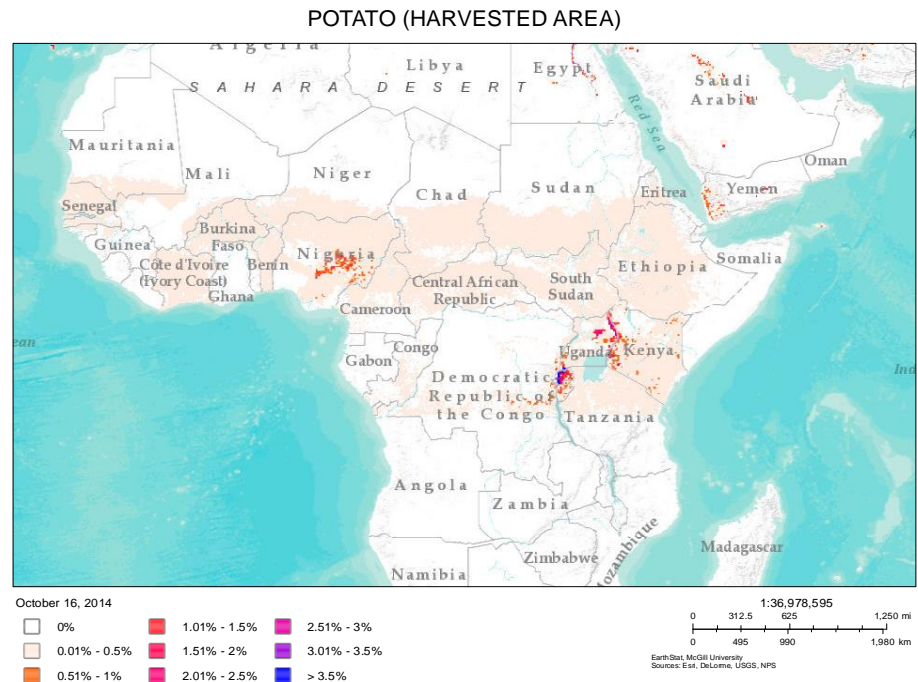 POTATO (HARVESTED AREA)
Algeria
Libya
Egypt
SAHARA DESERT
Saudi
Arabia
Red Sea
Mauritania
Mali
Niger
Chad
Sudan
Eritrea
Yemen
Oman
Senegal
Burkina
Faso
Guinea
Nigeria
Côte d'Ivoire
(Ivory Coast)
Benin
Ghana
Central African
Republic
South
Sudan
Ethiopia
Somalia
Cameroon
ean
Congo
Gabon
Uganda
Kenya
Ind
Democratic
Republic of
the Congo
Tanzania
Angola
Zambia
Zimbabwe
Mozambique
Madagascar
Namibia
October 16, 2014
0%
0.01% - 0.5%
0.51% - 1%
1.01% - 1.5%
1.51% - 2%
2.01% - 2.5%
2.51% - 3%
3.01% - 3.5%
> 3.5%
1:36,978,595
0 312.5 625 1,250 mi
0 495 990 1,980 km
EarthStat, McGill University
Sources: Esri, DeLorme, USGS, NPS